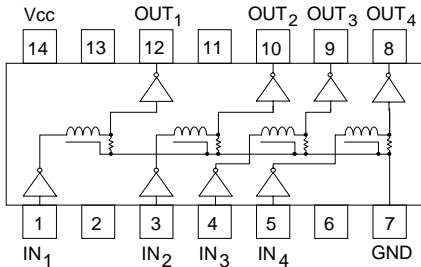 Vcc OUT1 OUT2 OUT3 OUT4
14 13 12 11 10 9 8
1 2 3 4 5 6 7
IN1 IN2 IN3 IN4 GND